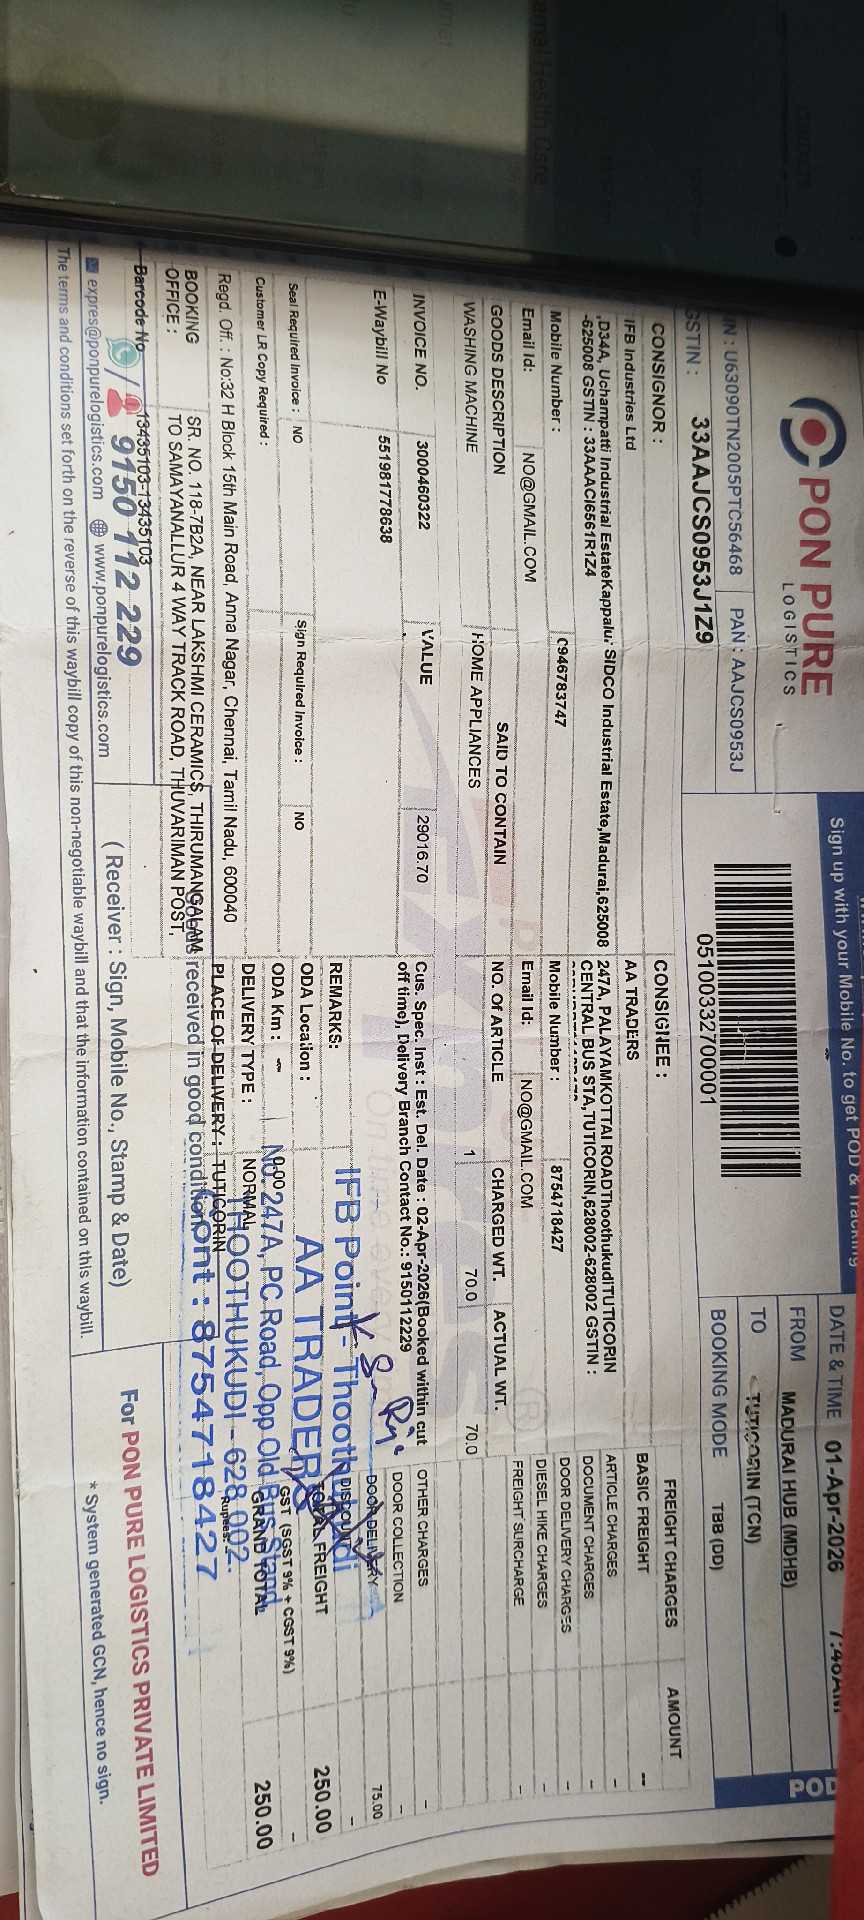 PON PURE
LOGISTICS
Sign up with your Mobile No. to get POD & Tracking
IN : U63090TN2005PTC56468 PAN : AAJCS0953J
GSTIN : 33AAJCS0953J1Z9
05100332700001
DATE & TIME 01-Apr-2026
FROM MADURAI HUB (MDHB)
TO TUTICORIN (TCN)
BOOKING MODE TBB (DD)
POD
CONSIGNOR :
IFB Industries Ltd
,D34A, Uchampatti Industrial EstateKappalur SIDCO Industrial Estate,Madurai,625008
-625008 GSTIN : 33AAACI6561R1Z4
Mobile Number : 0946783747
Email Id: NO@GMAIL.COM
CONSIGNEE :
AA TRADERS
247A, PALAYAMKOTTAI ROADThoothukudiTUTICORIN
CENTRAL BUS STA,TUTICORIN,628002-628002 GSTIN :
Mobile Number : 8754718427
Email Id: NO@GMAIL.COM
FREIGHT CHARGES AMOUNT
BASIC FREIGHT --
ARTICLE CHARGES -
DOCUMENT CHARGES -
DOOR DELIVERY CHARGES -
DIESEL HIKE CHARGES -
FREIGHT SURCHARGE -
GOODS DESCRIPTION SAID TO CONTAIN NO. Of ARTICLE CHARGED WT. ACTUAL WT.
WASHING MACHINE HOME APPLIANCES 1 70.0 70.0
INVOICE NO. 3000460322 VALUE 29016.70
E-Waybill No 551981778638
Cus. Spec. Inst : Est. Del. Date : 02-Apr-2026(Booked within cut
off time), Delivery Branch Contact No.: 9150112229
OTHER CHARGES -
DOOR COLLECTION -
DOOR DELIVERY 75.00
DISCOUNT -
TOTAL FREIGHT 250.00
GST (SGST 9% + CGST 9%) -
GRAND TOTAL 250.00
Rupees:
Seal Required Invoice : NO Sign Required Invoice : NO
Customer LR Copy Required :
REMARKS:
ODA Location :
ODA Km : 0.00
DELIVERY TYPE : NORMAL
PLACE OF DELIVERY : TUTICORIN
IFB Point - Thoothukudi
AA TRADERS
No. 247A, PC Road, Opp Old Bus Stand,
THOOTHUKUDI - 628 002.
Cont : 8754718427
Regd. Off. : No:32 H Block 15th Main Road, Anna Nagar, Chennai, Tamil Nadu, 600040
BOOKING OFFICE : SR. NO. 118-7B2A, NEAR LAKSHMI CERAMICS, THIRUMANGALAM
TO SAMAYANALLUR 4 WAY TRACK ROAD, THUVARIMAN POST,
Goods received in good condition
Barcode No 13435103-13435103
9150 112 229
expres@ponpurelogistics.com www.ponpurelogistics.com
( Receiver : Sign, Mobile No., Stamp & Date)
For PON PURE LOGISTICS PRIVATE LIMITED
* System generated GCN, hence no sign.
The terms and conditions set forth on the reverse of this waybill copy of this non-negotiable waybill and that the information contained on this waybill.